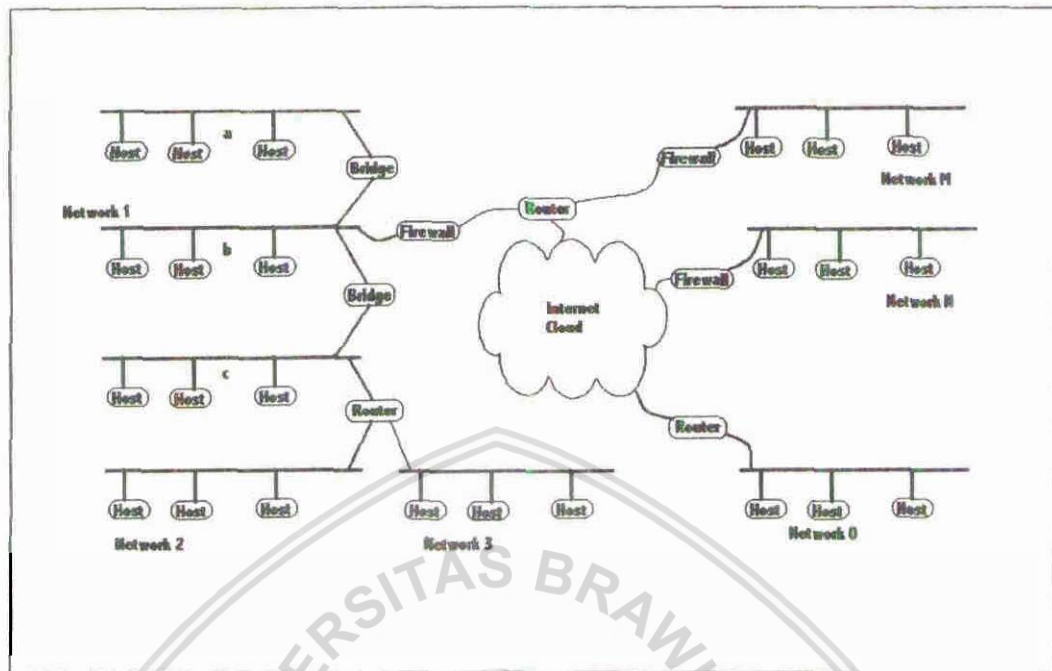 a
Host Host Host
Bridge
Network 1
b
Host Host Host
Bridge
c
Host Host Host
Router
Host Host Host
Network 2
Host Host Host
Network 3
Firewall
Router
Internet
Cloud
Firewall
Host Host Host
Network M
Firewall
Host Host Host
Network N
Router
Host Host Host
Network O
ERSITAS BRAW